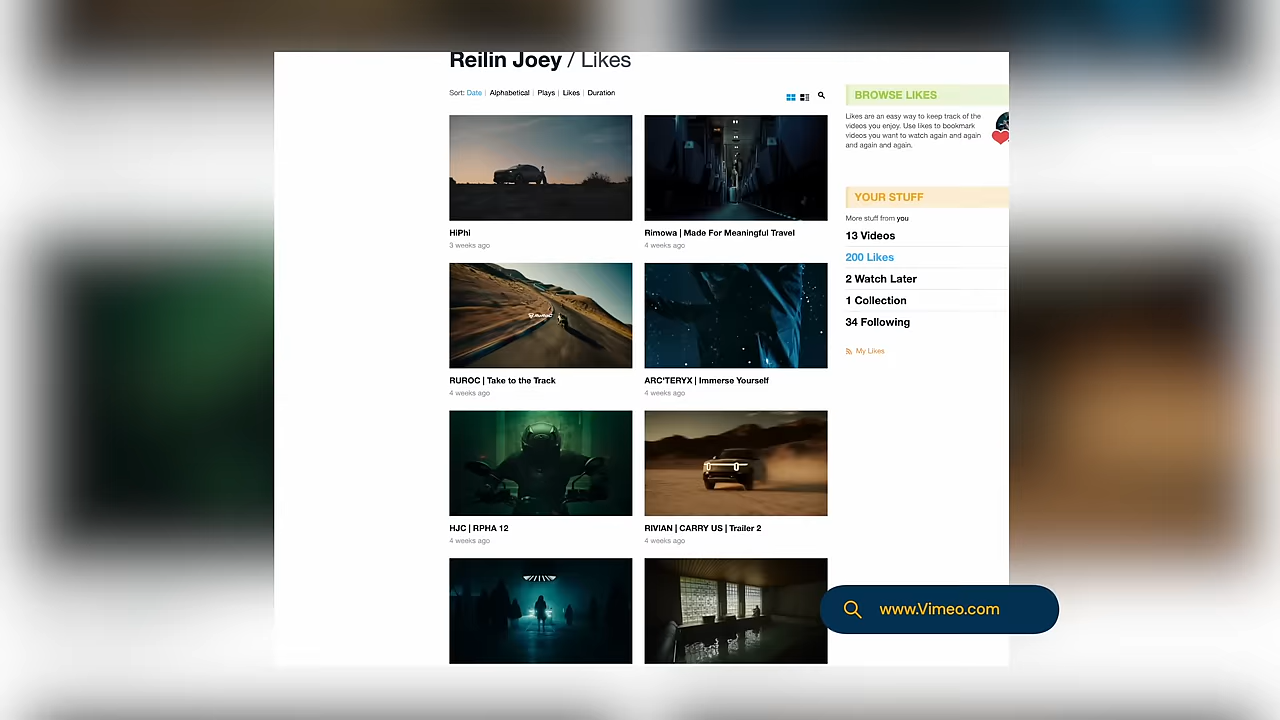 Reilin Joey / Likes
Sort: Date | Alphabetical | Plays | Likes | Duration
HiPhi
3 weeks ago
Rimowa | Made For Meaningful Travel
4 weeks ago
RUROC
RUROC | Take to the Track
4 weeks ago
ARC'TERYX | Immerse Yourself
4 weeks ago
HJC | RPHA 12
4 weeks ago
RIVIAN | CARRY US | Trailer 2
4 weeks ago
BROWSE LIKES
Likes are an easy way to keep track of the
videos you enjoy. Use likes to bookmark
videos you want to watch again and again
and again and again.
YOUR STUFF
More stuff from you
13 Videos
200 Likes
2 Watch Later
1 Collection
34 Following
My Likes
www.Vimeo.com